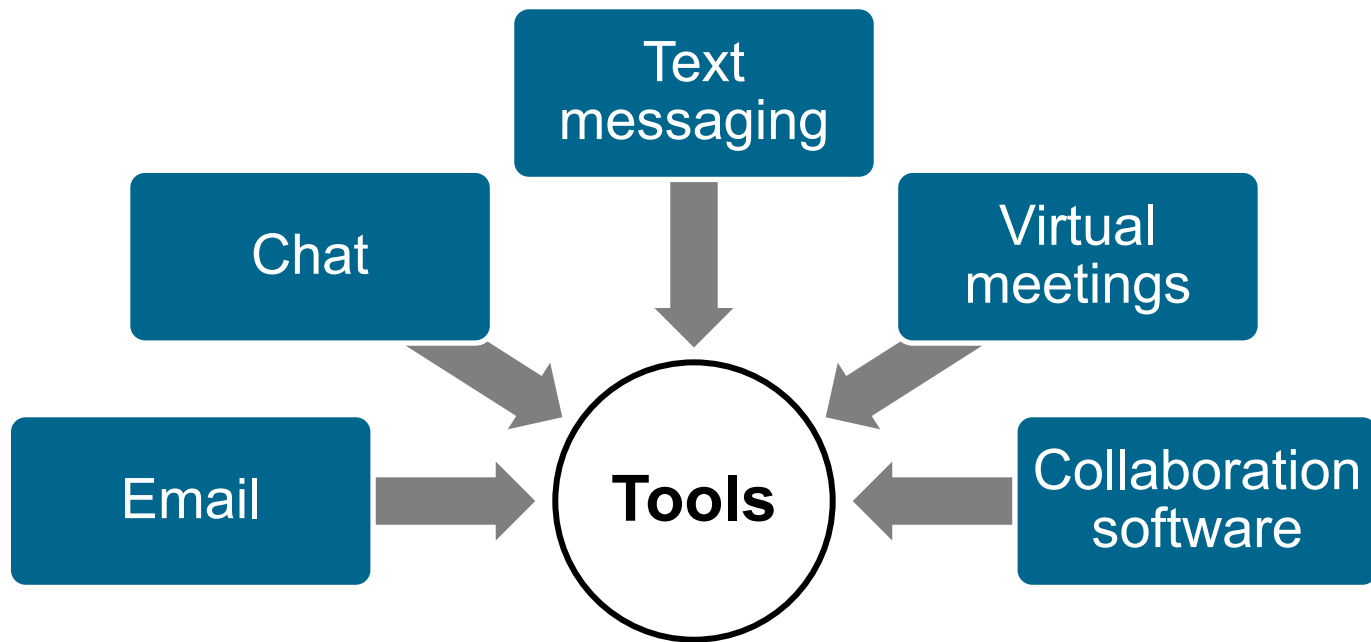 Text
messaging
Chat
Virtual
meetings
Email
Tools
Collaboration
software